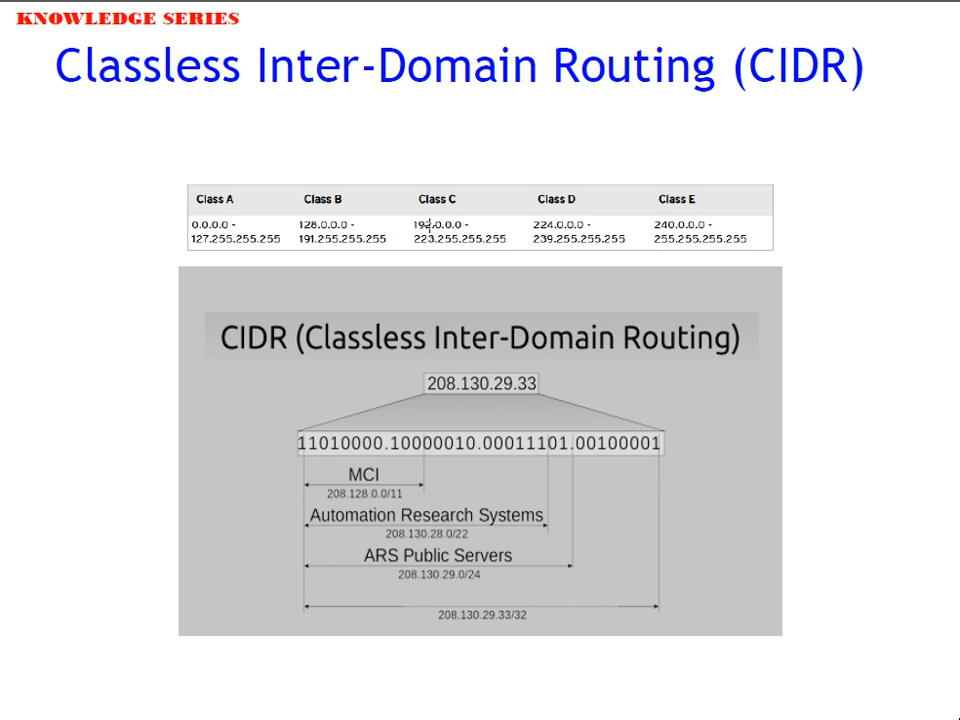 KNOWLEDGE SERIES
Classless Inter-Domain Routing (CIDR)
Class A Class B Class C Class D Class E
0.0.0.0 - 128.0.0.0 - 192.0.0.0 - 224.0.0.0 - 240.0.0.0 -
127.255.255.255 191.255.255.255 223.255.255.255 239.255.255.255 255.255.255.255
CIDR (Classless Inter-Domain Routing)
208.130.29.33
11010000.10000010.00011101.00100001
MCI
208.128.0.0/11
Automation Research Systems
208.130.28.0/22
ARS Public Servers
208.130.29.0/24
208.130.29.33/32